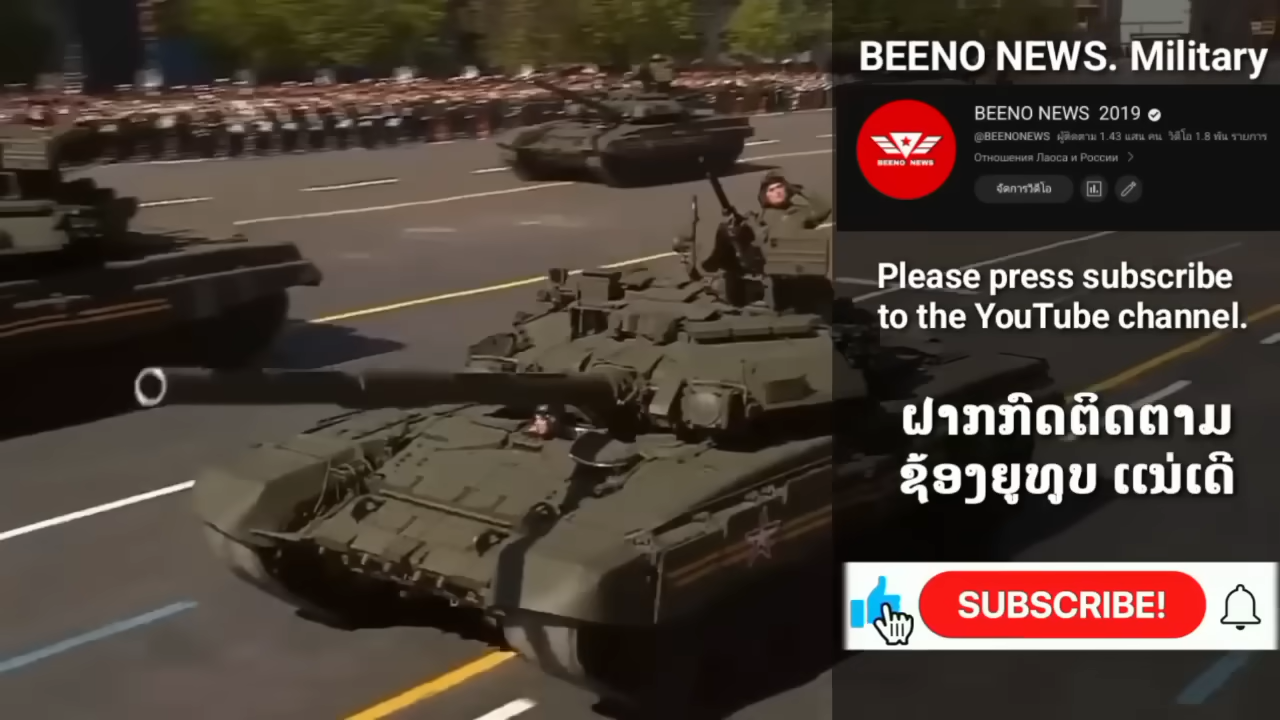 BEENO NEWS. Military
BEENO NEWS 2019
@BEENONEWS ผู้ติดตาม 1.43 แสน คน วิดีโอ 1.8 พัน รายการ
Отношения Лаоса и России
BEENO NEWS
จัดการวิดีโอ
Please press subscribe
to the YouTube channel.
ຝາກກົດຕິດຕາມ
ຊ້ອງຍູທູບ ແນ່ເດີ
SUBSCRIBE!